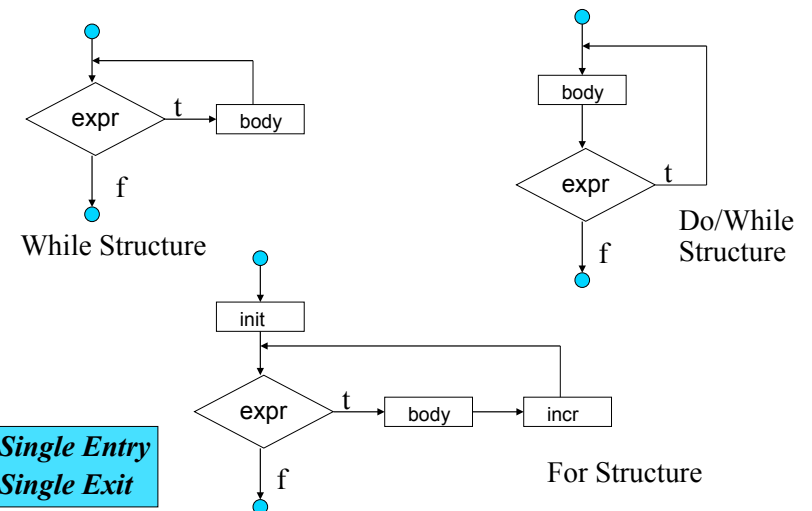 expr
t
body
f
While Structure
body
expr
t
f
Do/While
Structure
init
expr
t
body
incr
f
For Structure
Single Entry
Single Exit